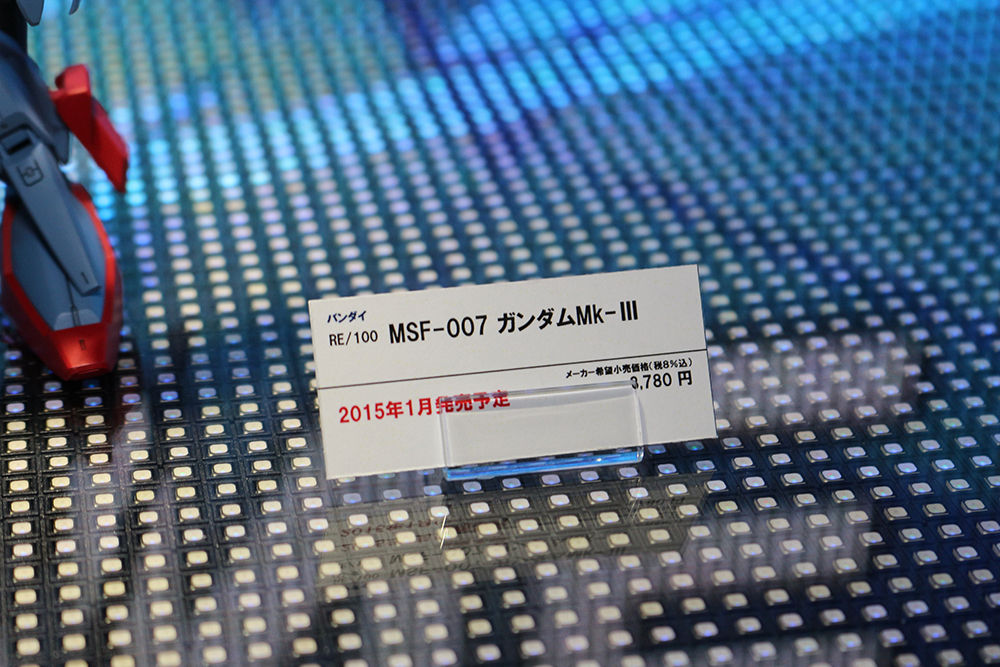 バンダイ
RE/100 MSF-007 ガンダムMk-III
メーカー希望小売価格(税8%込)
3,780 円
2015年1月発売予定